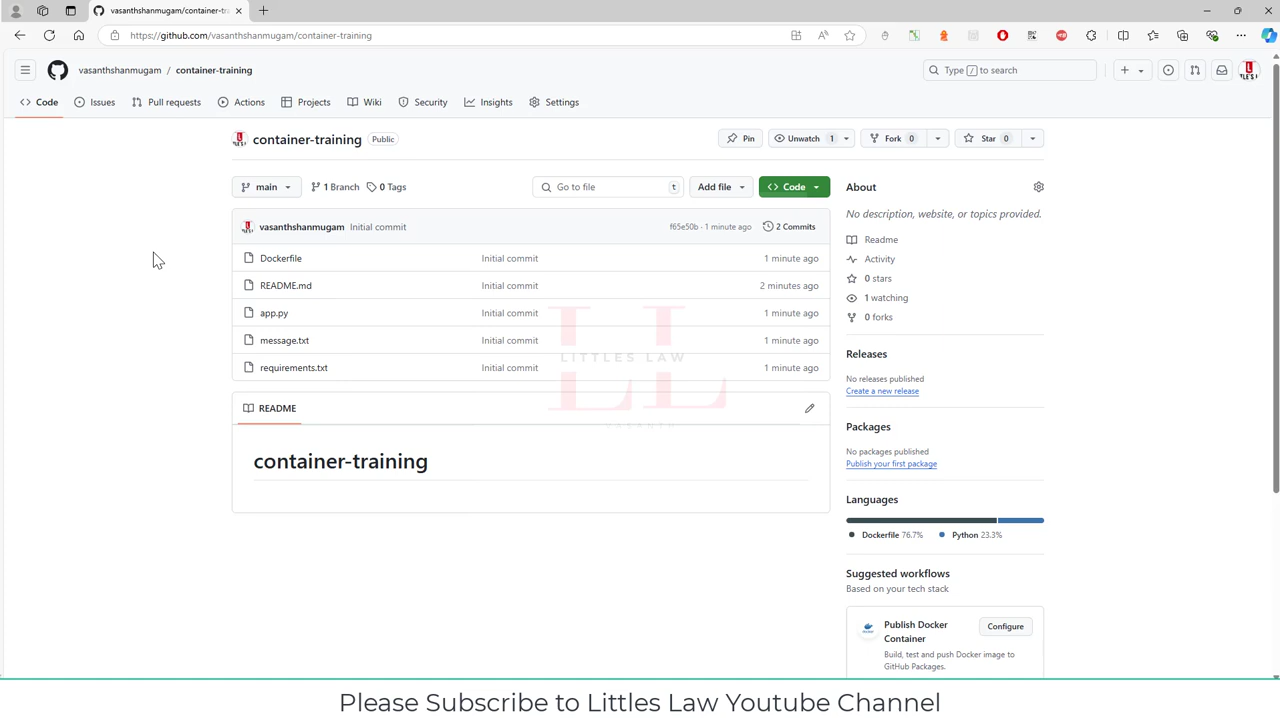 vasanthshanmugam/container-tr
https://github.com/vasanthshanmugam/container-training
vasanthshanmugam / container-training
Type / to search
Code Issues Pull requests Actions Projects Wiki Security Insights Settings
container-training Public
Pin Unwatch 1 Fork 0 Star 0
main 1 Branch 0 Tags Go to file t Add file Code
vasanthshanmugam Initial commit f65e50b · 1 minute ago 2 Commits
Dockerfile Initial commit 1 minute ago
README.md Initial commit 2 minutes ago
app.py Initial commit 1 minute ago
message.txt Initial commit 1 minute ago
requirements.txt Initial commit 1 minute ago
LL
LITTLES LAW
README
container-training
About
No description, website, or topics provided.
Readme
Activity
0 stars
1 watching
0 forks
Releases
No releases published
Create a new release
Packages
No packages published
Publish your first package
Languages
Dockerfile 76.7% Python 23.3%
Suggested workflows
Based on your tech stack
Publish Docker
Container
Configure
Build, test and push Docker image to
GitHub Packages.
Please Subscribe to Littles Law Youtube Channel